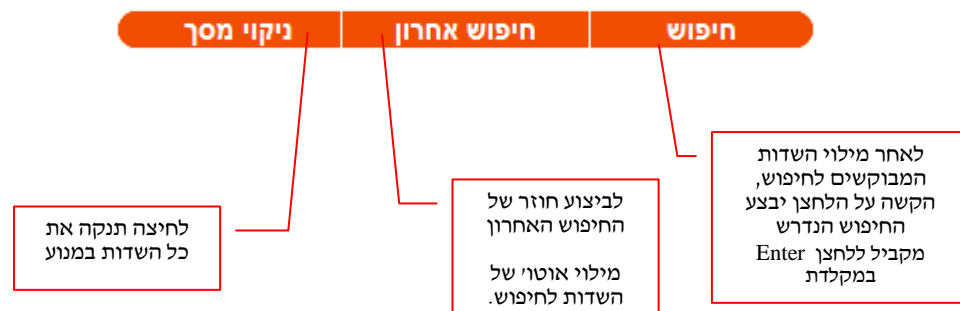 חיפוש
חיפוש אחרון
ניקוי מסך
לאחר מילוי השדות
המבוקשים לחיפוש,
הקשה על הלחצן יבצע
החיפוש הנדרש
מקביל ללחצן Enter
במקלדת
לביצוע חוזר של
החיפוש האחרון
מילוי אוטו' של
השדות לחיפוש.
לחיצה תנקה את
כל השדות במנוע